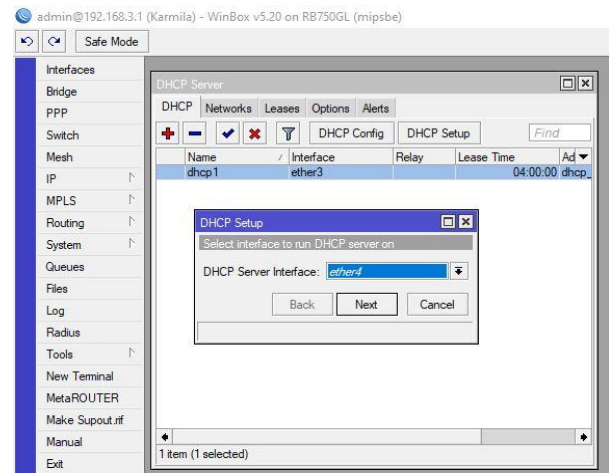 admin@192.168.3.1 (Karmila) - WinBox v5.20 on RB750GL (mipsbe)
Safe Mode
Interfaces
Bridge
PPP
Switch
Mesh
IP
MPLS
Routing
System
Queues
Files
Log
Radius
Tools
New Terminal
MetaROUTER
Make Supout.rif
Manual
Exit
DHCP Server
DHCP Networks Leases Options Alerts
DHCP Config DHCP Setup Find
Name / Interface Relay Lease Time Ad
dhcp1 ether3 04:00:00 dhcp_
DHCP Setup
Select interface to run DHCP server on
DHCP Server Interface: ether4
Back Next Cancel
1 item (1 selected)